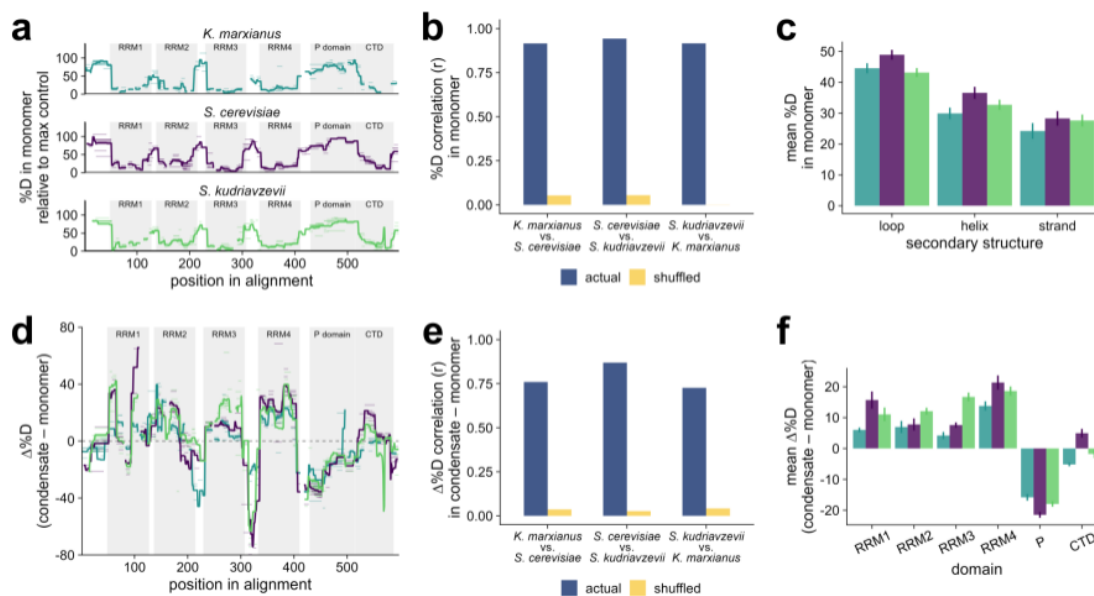 a
K. marxianus
RRM1 RRM2 RRM3 RRM4 P domain CTD
100
50
0
S. cerevisiae
RRM1 RRM2 RRM3 RRM4 P domain CTD
100
50
0
S. kudriavzevii
RRM1 RRM2 RRM3 RRM4 P domain CTD
100
50
0
%D in monomer
relative to max control
100 200 300 400 500
position in alignment
b
%D correlation (r)
in monomer
1.00
0.75
0.50
0.25
0.00
K. marxianus
vs.
S. cerevisiae
S. cerevisiae
vs.
S. kudriavzevii
S. kudriavzevii
vs.
K. marxianus
actual shuffled
c
mean %D
in monomer
50
40
30
20
10
0
loop helix strand
secondary structure
d
Δ%D
(condensate – monomer)
80
40
0
-40
-80
RRM1 RRM2 RRM3 RRM4 P domain CTD
100 200 300 400 500
position in alignment
e
Δ%D correlation (r)
in condensate – monomer
1.00
0.75
0.50
0.25
0.00
K. marxianus
vs.
S. cerevisiae
S. cerevisiae
vs.
S. kudriavzevii
S. kudriavzevii
vs.
K. marxianus
actual shuffled
f
mean Δ%D
(condensate – monomer)
20
10
0
-10
-20
RRM1 RRM2 RRM3 RRM4 P CTD
domain